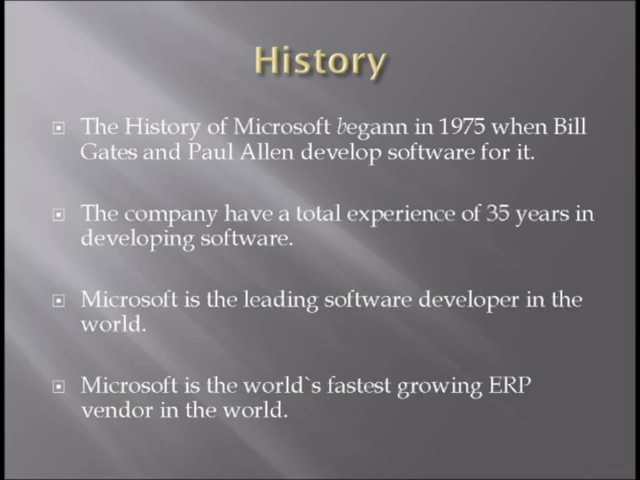 History
The History of Microsoft begann in 1975 when Bill
Gates and Paul Allen develop software for it.
The company have a total experience of 35 years in
developing software.
Microsoft is the leading software developer in the
world.
Microsoft is the world`s fastest growing ERP
vendor in the world.